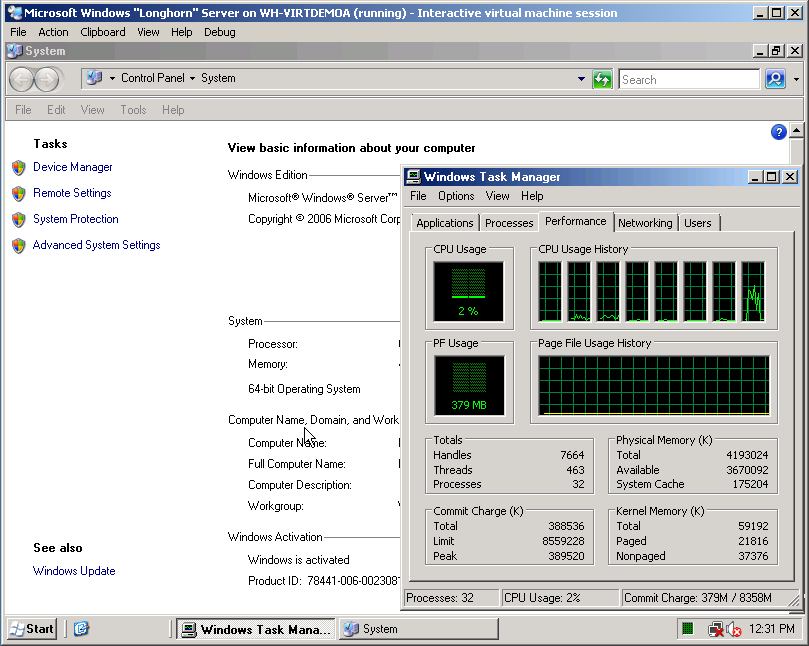 Microsoft Windows "Longhorn" Server on WH-VIRTDEMOA (running) - Interactive virtual machine session
File Action Clipboard View Help Debug
System
Control Panel System
Search
File Edit View Tools Help
Tasks
Device Manager
Remote Settings
System Protection
Advanced System Settings
See also
Windows Update
View basic information about your computer
Windows Edition
Microsoft® Windows® Server™
Copyright © 2006 Microsoft Corp
System
Processor:
Memory:
64-bit Operating System
Computer Name, Domain, and Work
Computer Name:
Full Computer Name:
Computer Description:
Workgroup:
Windows Activation
Windows is activated
Product ID: 78441-006-0023087
Windows Task Manager
File Options View Help
Applications Processes Performance Networking Users
CPU Usage
2 %
CPU Usage History
PF Usage
379 MB
Page File Usage History
Totals
Handles 7664
Threads 463
Processes 32
Physical Memory (K)
Total 4193024
Available 3670092
System Cache 175204
Commit Charge (K)
Total 388536
Limit 8559228
Peak 389520
Kernel Memory (K)
Total 59192
Paged 21816
Nonpaged 37376
Processes: 32 CPU Usage: 2% Commit Charge: 379M / 8358M
Start Windows Task Mana... System 12:31 PM